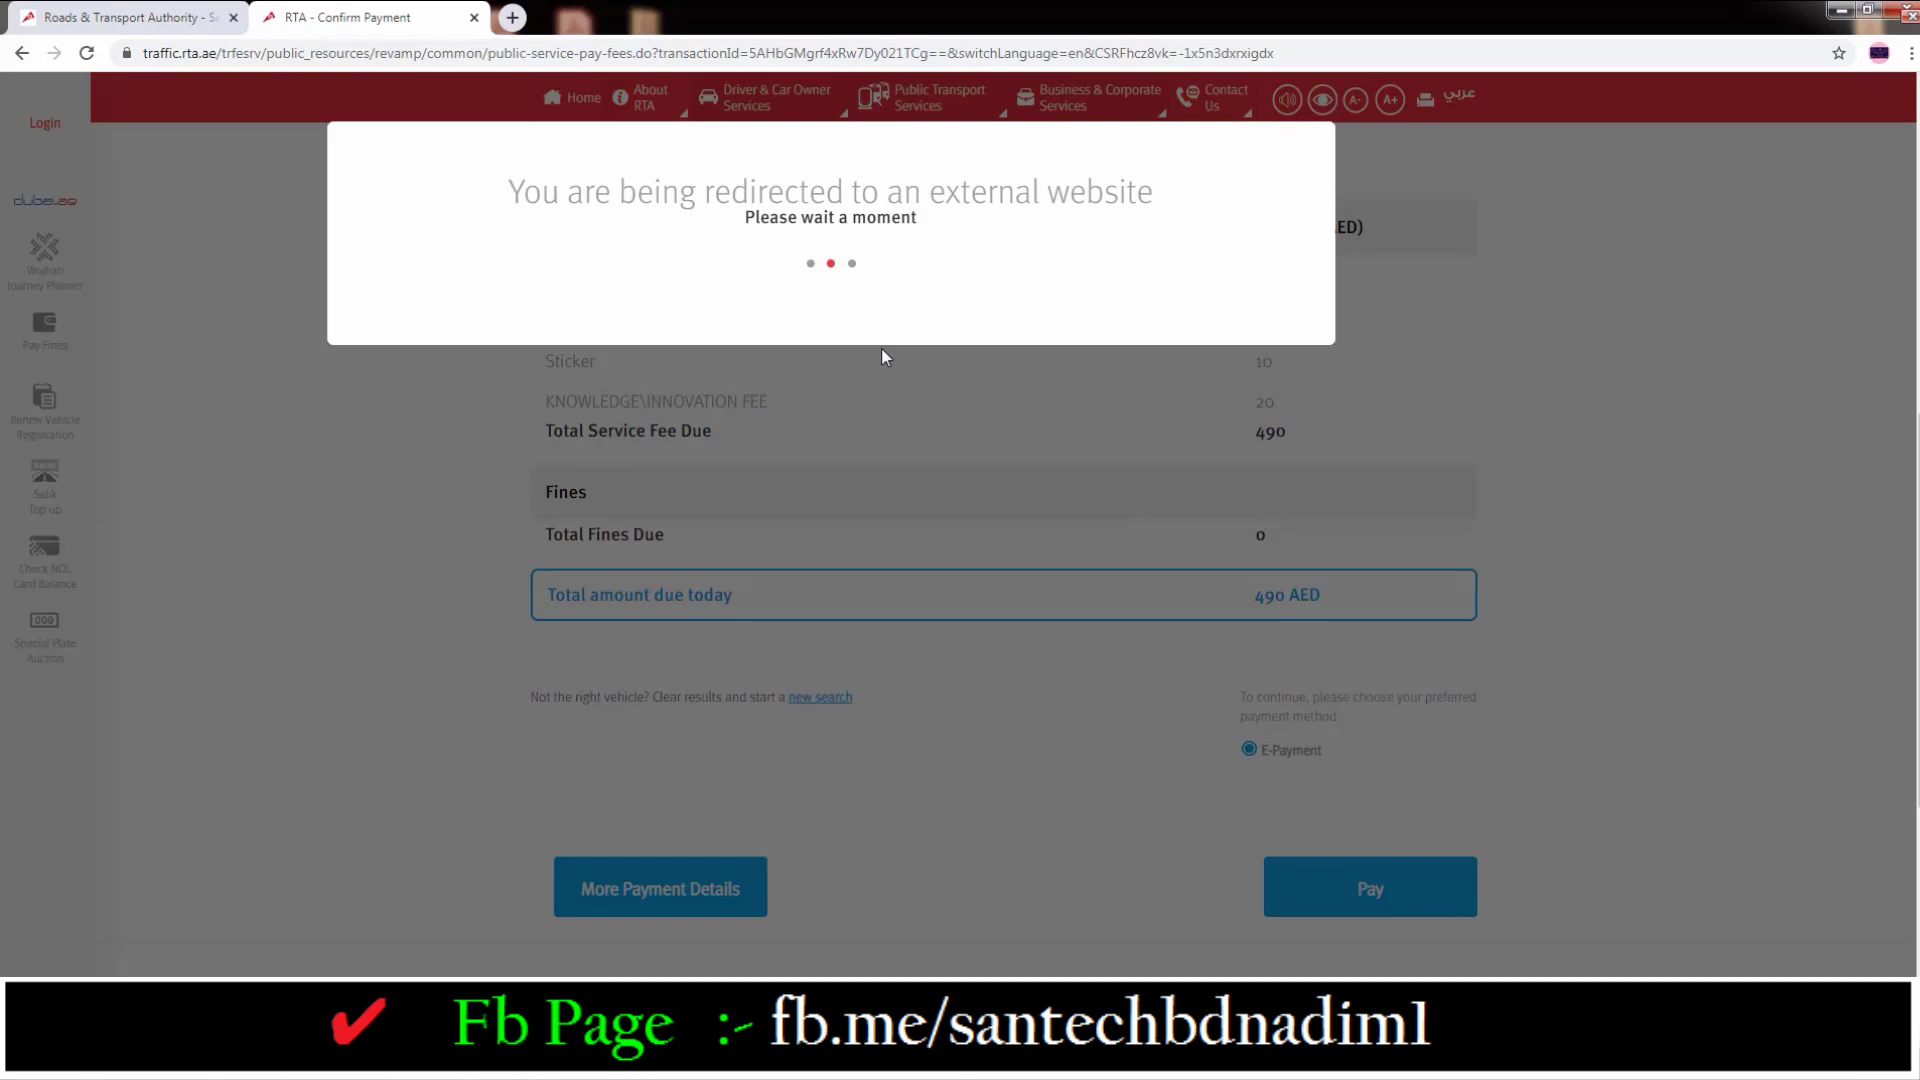 Roads & Transport Authority - Se
RTA - Confirm Payment
traffic.rta.ae/trfesrv/public_resources/revamp/common/public-service-pay-fees.do?transactionId=5AHbGMgrf4xRw7Dy021TCg==&switchLanguage=en&CSRFhcz8vk=-1x5n3dxrxigdx
Login
Home
About
RTA
Driver & Car Owner
Services
Public Transport
Services
Business & Corporate
Services
Contact
Us
A-
A+
عربي
dubai.ae
Wojhati
Journey Planner
Pay Fines
Renew Vehicle
Registration
SALIK
Salik
Top up
Check NOL
Card Balance
000
Special Plate
Auction
You are being redirected to an external website
Please wait a moment
ED)
Sticker 10
KNOWLEDGE\INNOVATION FEE 20
Total Service Fee Due 490
Fines
Total Fines Due 0
Total amount due today 490 AED
Not the right vehicle? Clear results and start a new search
To continue, please choose your preferred
payment method
E-Payment
More Payment Details
Pay
Fb Page :- fb.me/santechbdnadim1